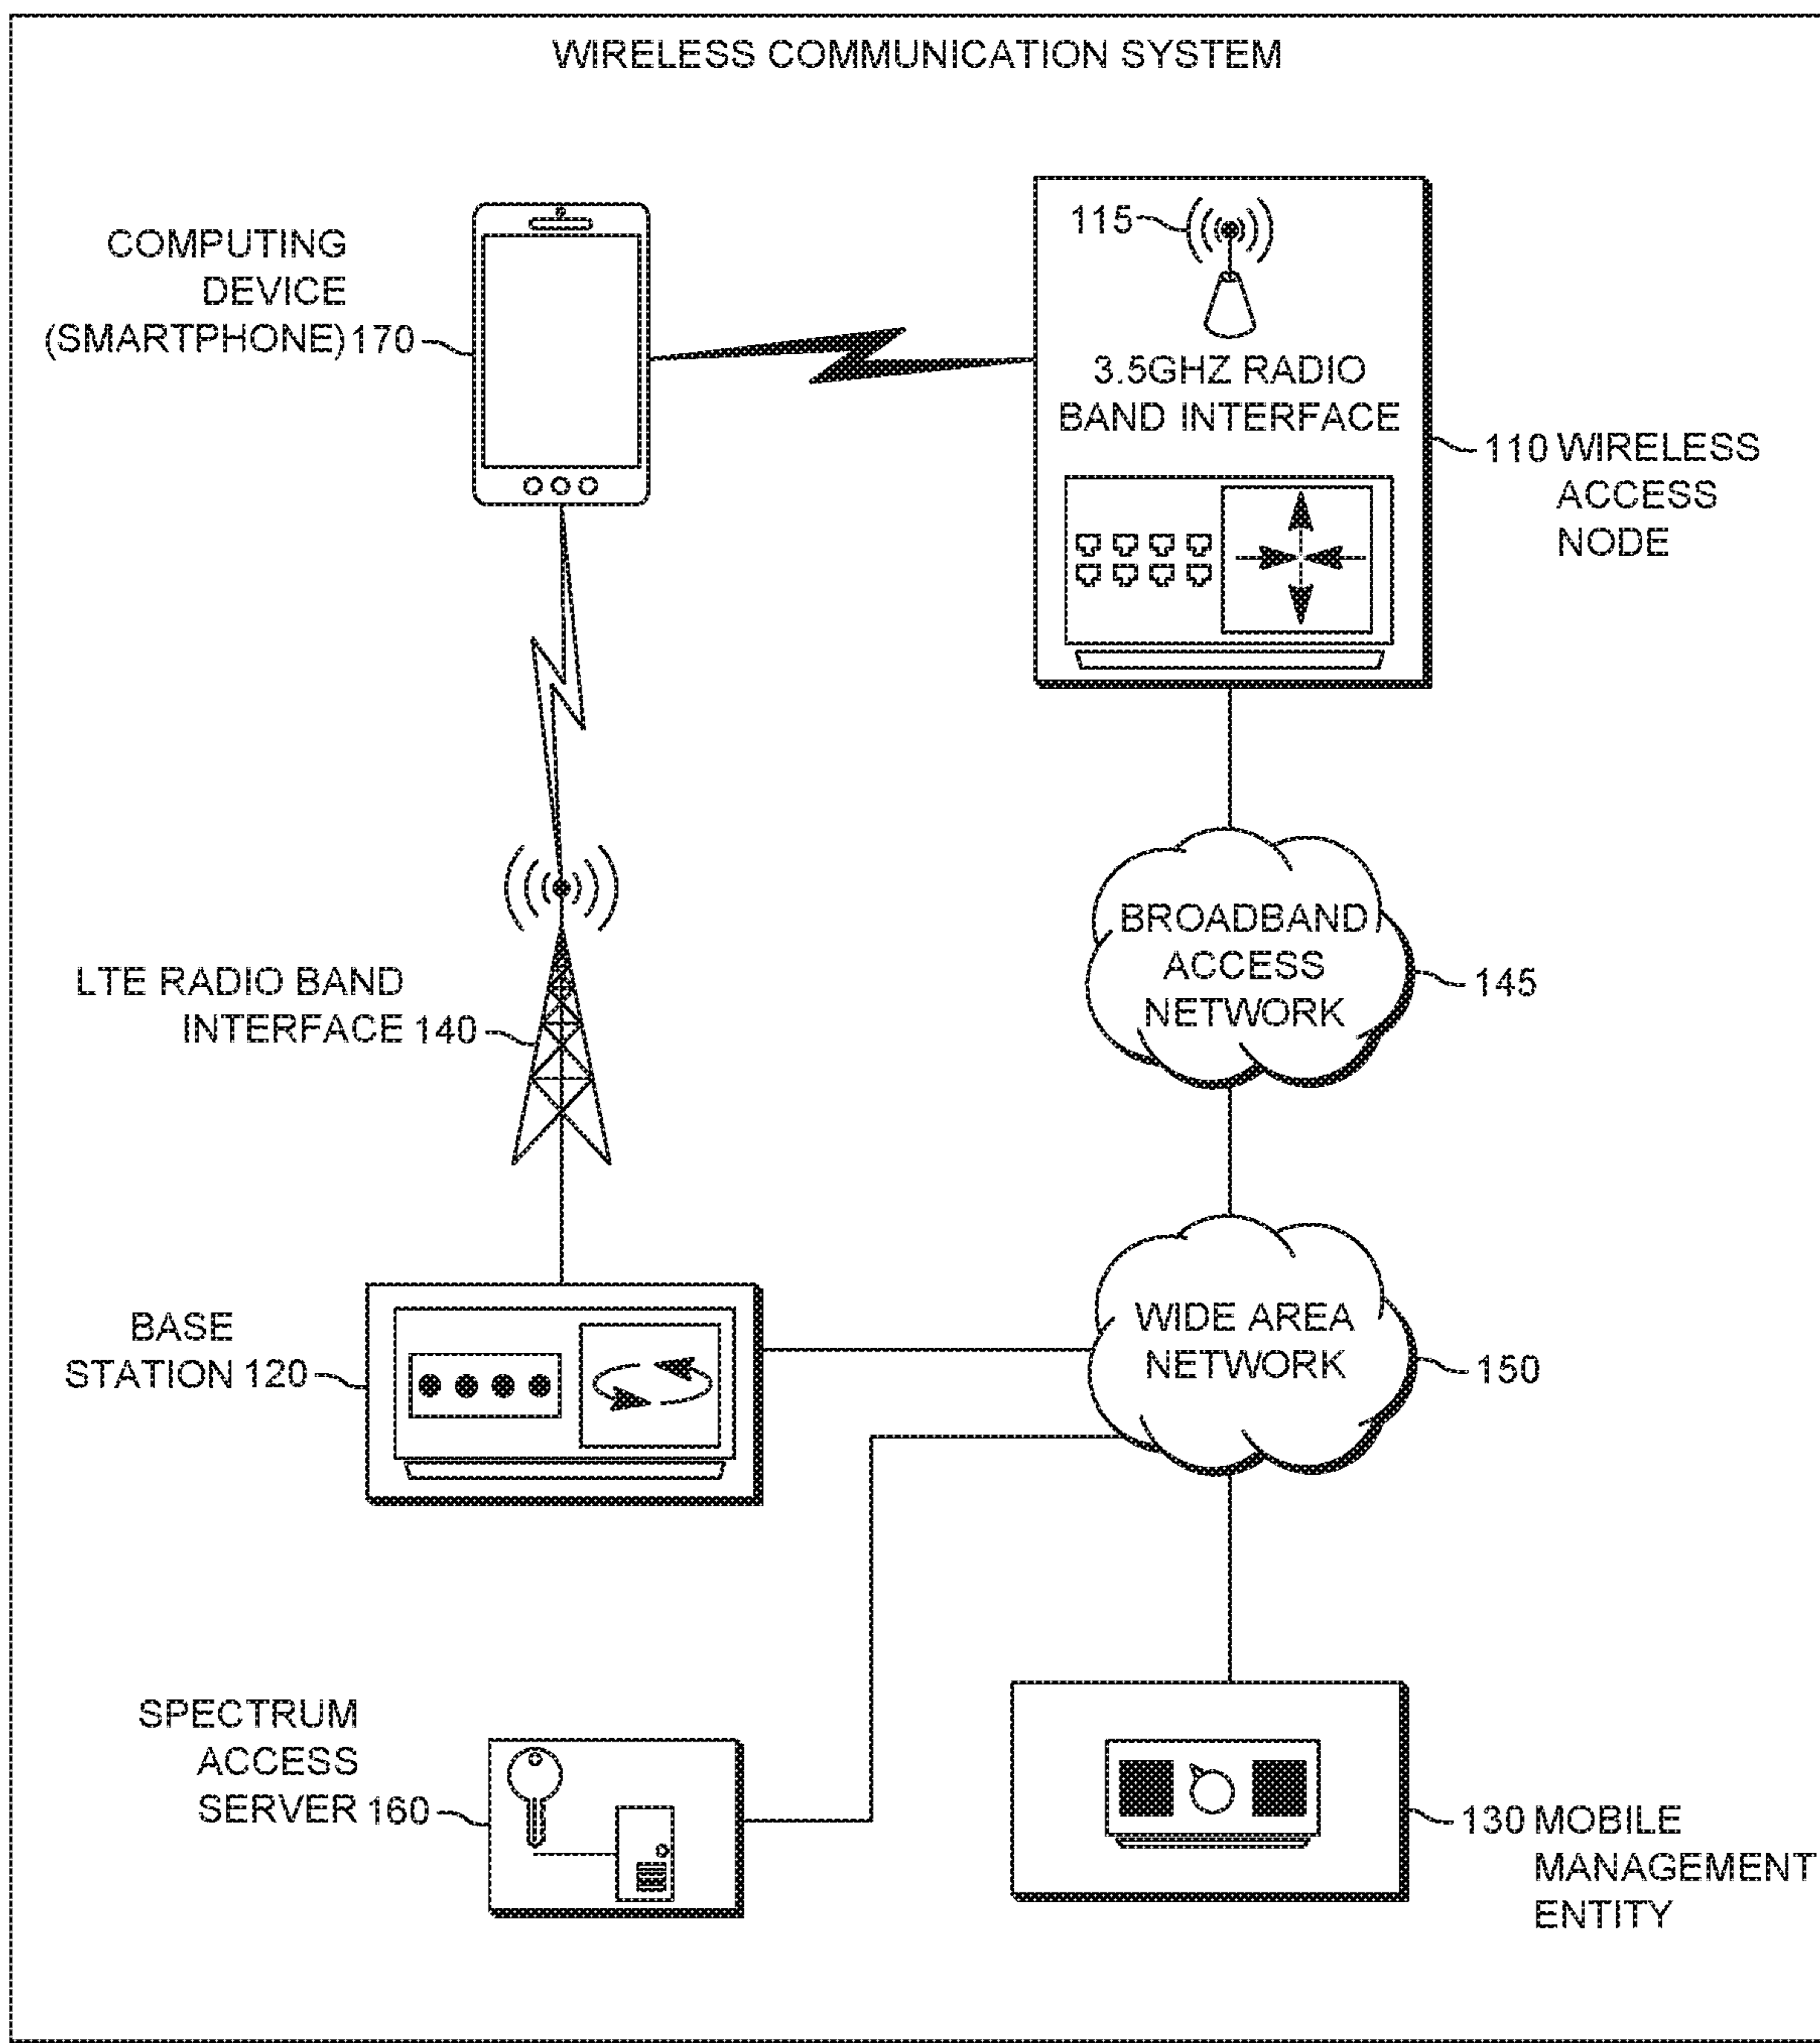 WIRELESS COMMUNICATION SYSTEM
COMPUTING
DEVICE
(SMARTPHONE) 170
115
3.5GHZ RADIO
BAND INTERFACE
110 WIRELESS
ACCESS
NODE
LTE RADIO BAND
INTERFACE 140
BROADBAND
ACCESS
NETWORK
145
BASE
STATION 120
WIDE AREA
NETWORK
150
SPECTRUM
ACCESS
SERVER 160
130 MOBILE
MANAGEMENT
ENTITY